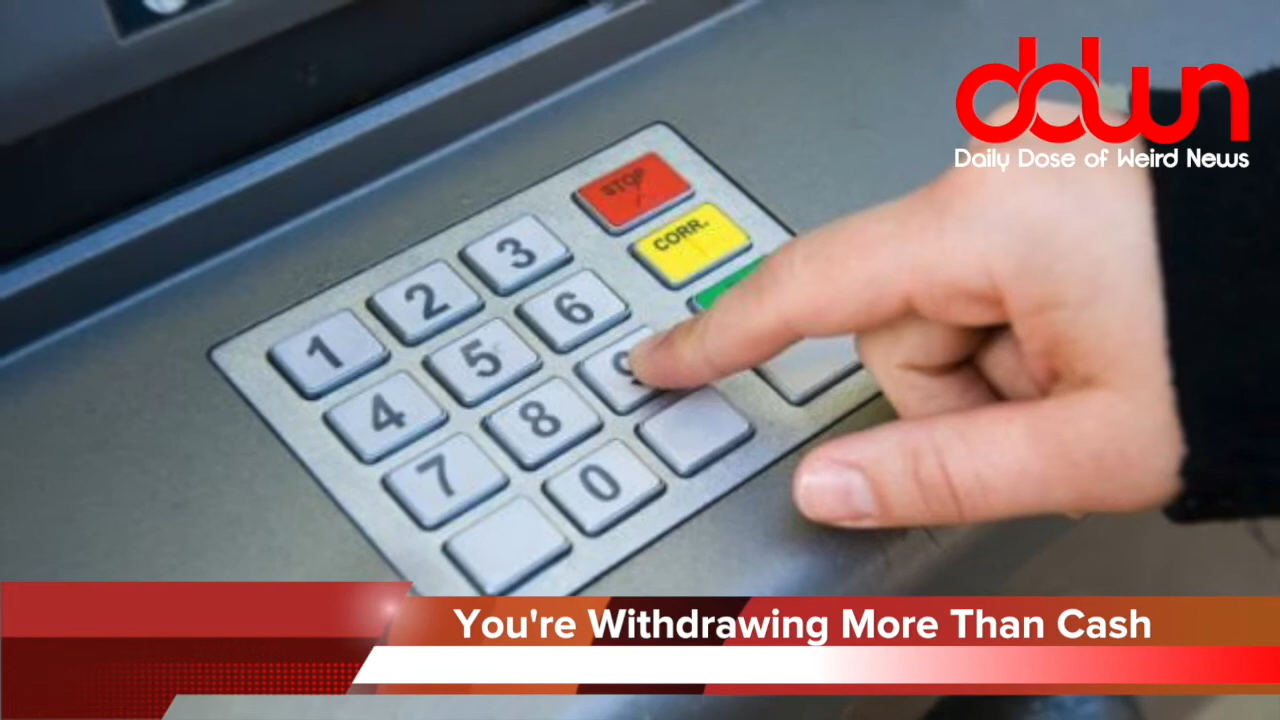 ddwn
Daily Dose of Weird News
STOP
CORR.
1 2 3
4 5 6
7 8 9
0
You're Withdrawing More Than Cash